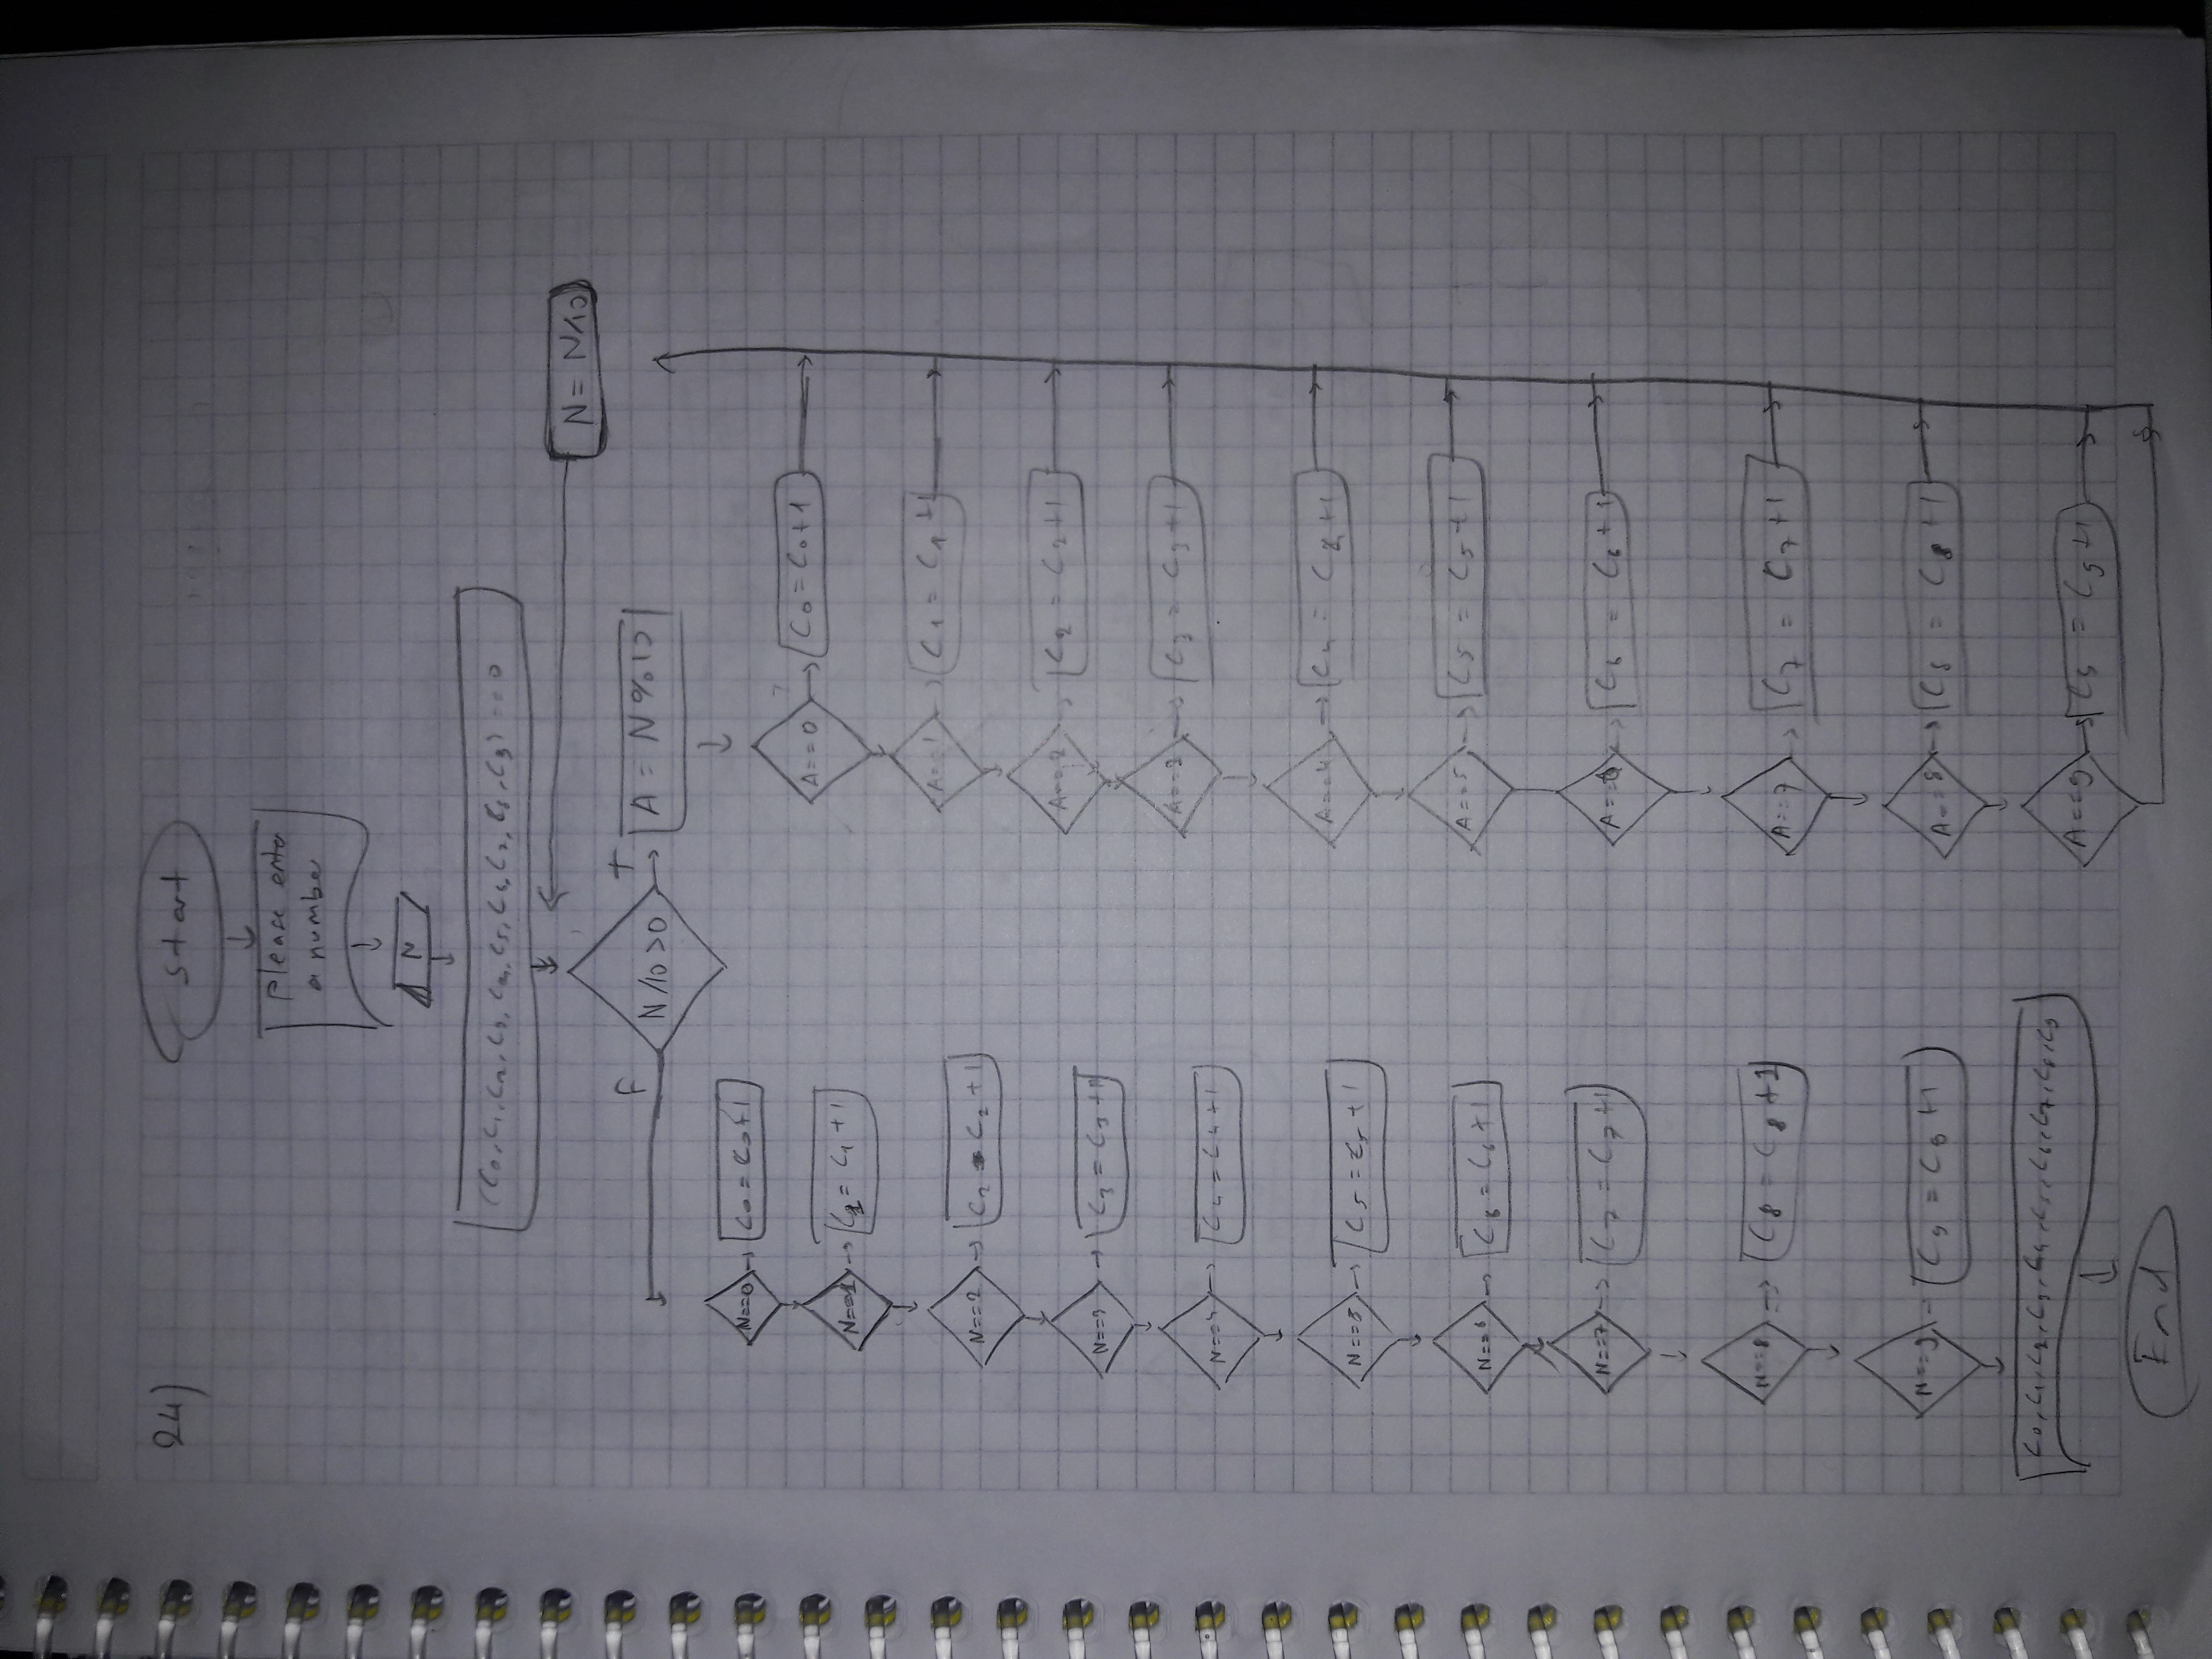 24)
start
please enter
a number
N
(C0, C1, C2, C3, C4, C5, C6, C7, C8, C9) == 0
N = N/10
F
T
N/10 >0
A = N%10
N==0
C0 = C0+1
N==1
C1 = C1+1
N==2
C2 = C2+1
N==3
C3 = C3+1
N==4
C4 = C4+1
N==5
C5 = C5+1
N==6
C6 = C6+1
N==7
C7 = C7+1
N==8
C8 = C8+1
N==9
C9 = C9+1
C0, C1, C2, C3, C4, C5, C6, C7, C8, C9
End
A==0
C0 = C0+1
A==1
C1 = C1+1
A==2
C2 = C2+1
A==3
C3 = C3+1
A==4
C4 = C4+1
A==5
C5 = C5+1
A==6
C6 = C6+1
A==7
C7 = C7+1
A==8
C8 = C8+1
A==9
C9 = C9+1